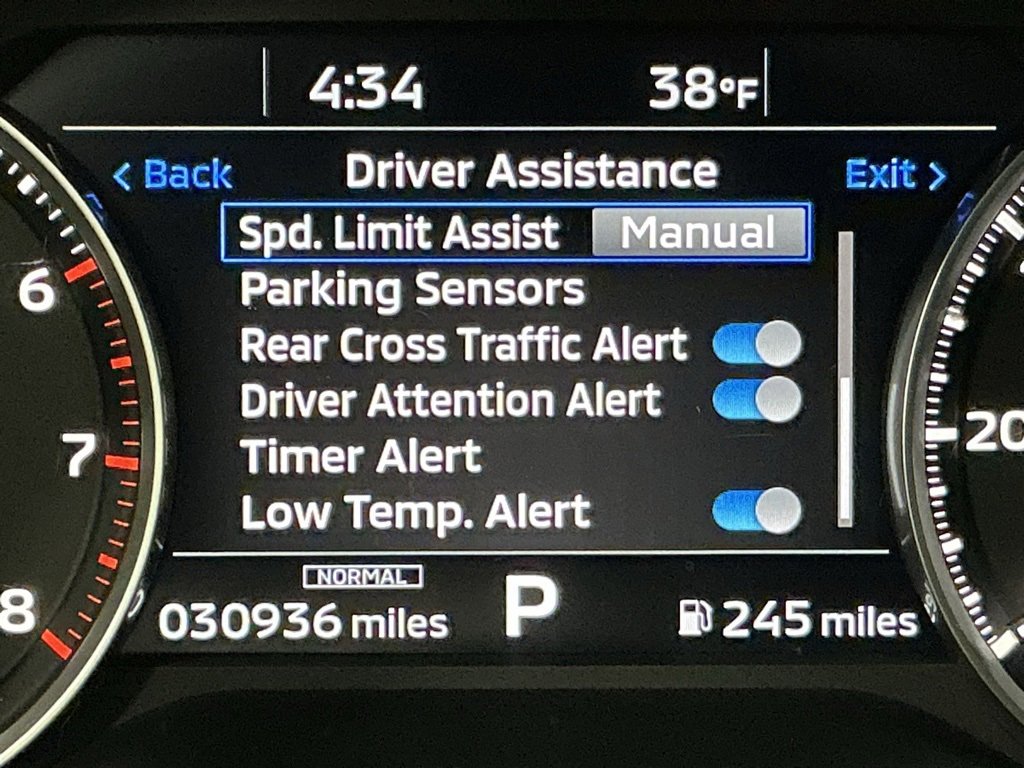 4:34 38°F
< Back Driver Assistance Exit >
Spd. Limit Assist Manual
Parking Sensors
Rear Cross Traffic Alert
Driver Attention Alert
Timer Alert
Low Temp. Alert
NORMAL
030936 miles P 245 miles
6
7
8
20